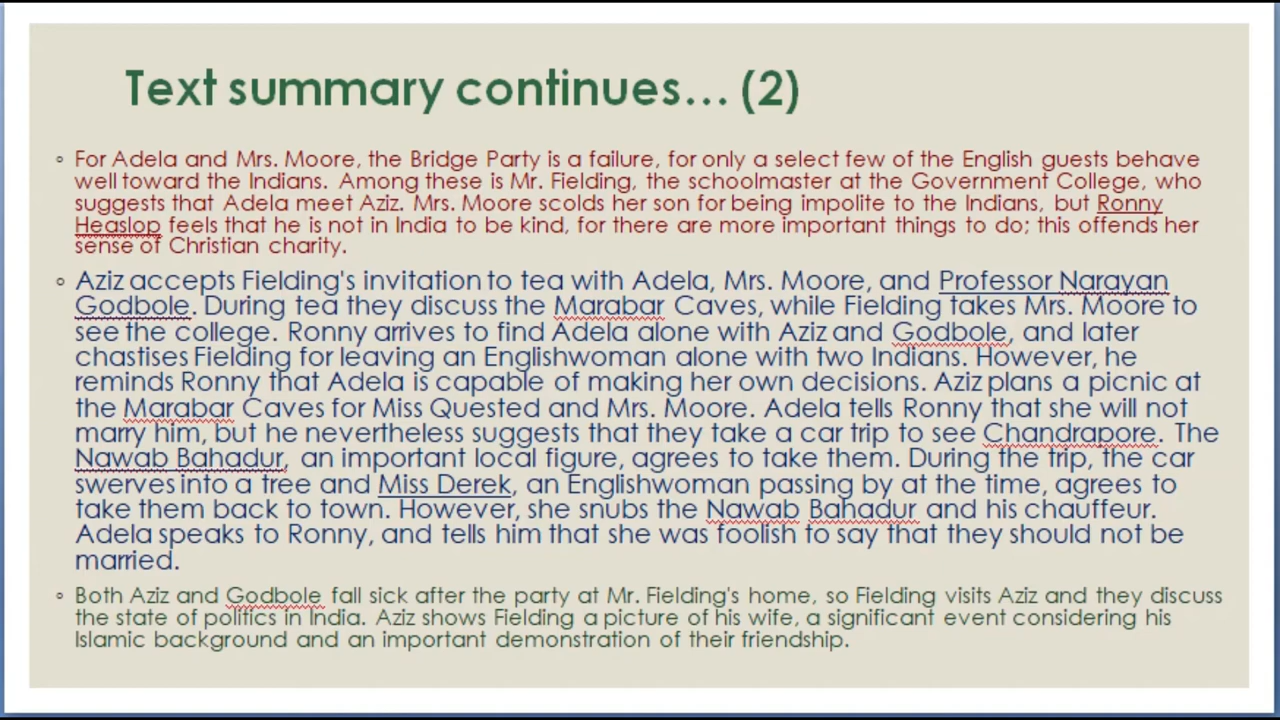 Text summary continues... (2)
◦ For Adela and Mrs. Moore, the Bridge Party is a failure, for only a select few of the English guests behave
well toward the Indians. Among these is Mr. Fielding, the schoolmaster at the Government College, who
suggests that Adela meet Aziz. Mrs. Moore scolds her son for being impolite to the Indians, but Ronny
Heaslop feels that he is not in India to be kind, for there are more important things to do; this offends her
sense of Christian charity.
◦ Aziz accepts Fielding's invitation to tea with Adela, Mrs. Moore, and Professor Narayan
Godbole. During tea they discuss the Marabar Caves, while Fielding takes Mrs. Moore to
see the college. Ronny arrives to find Adela alone with Aziz and Godbole, and later
chastises Fielding for leaving an Englishwoman alone with two Indians. However, he
reminds Ronny that Adela is capable of making her own decisions. Aziz plans a picnic at
the Marabar Caves for Miss Quested and Mrs. Moore. Adela tells Ronny that she will not
marry him, but he nevertheless suggests that they take a car trip to see Chandrapore. The
Nawab Bahadur, an important local figure, agrees to take them. During the trip, the car
swerves into a tree and Miss Derek, an Englishwoman passing by at the time, agrees to
take them back to town. However, she snubs the Nawab Bahadur and his chauffeur.
Adela speaks to Ronny, and tells him that she was foolish to say that they should not be
married.
◦ Both Aziz and Godbole fall sick after the party at Mr. Fielding's home, so Fielding visits Aziz and they discuss
the state of politics in India. Aziz shows Fielding a picture of his wife, a significant event considering his
Islamic background and an important demonstration of their friendship.